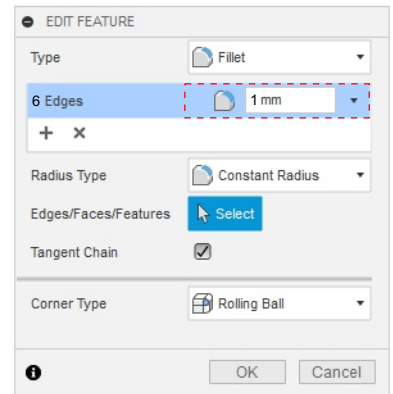 EDIT FEATURE
Type Fillet
6 Edges 1 mm
Radius Type Constant Radius
Edges/Faces/Features Select
Tangent Chain
Corner Type Rolling Ball
OK Cancel